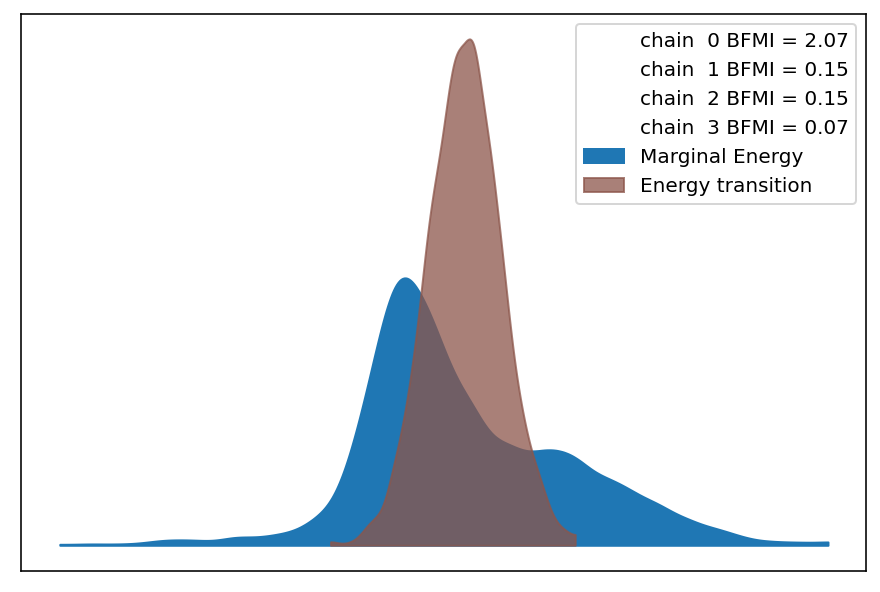 chain  0 BFMI = 2.07
chain  1 BFMI = 0.15
chain  2 BFMI = 0.15
chain  3 BFMI = 0.07
Marginal Energy
Energy transition